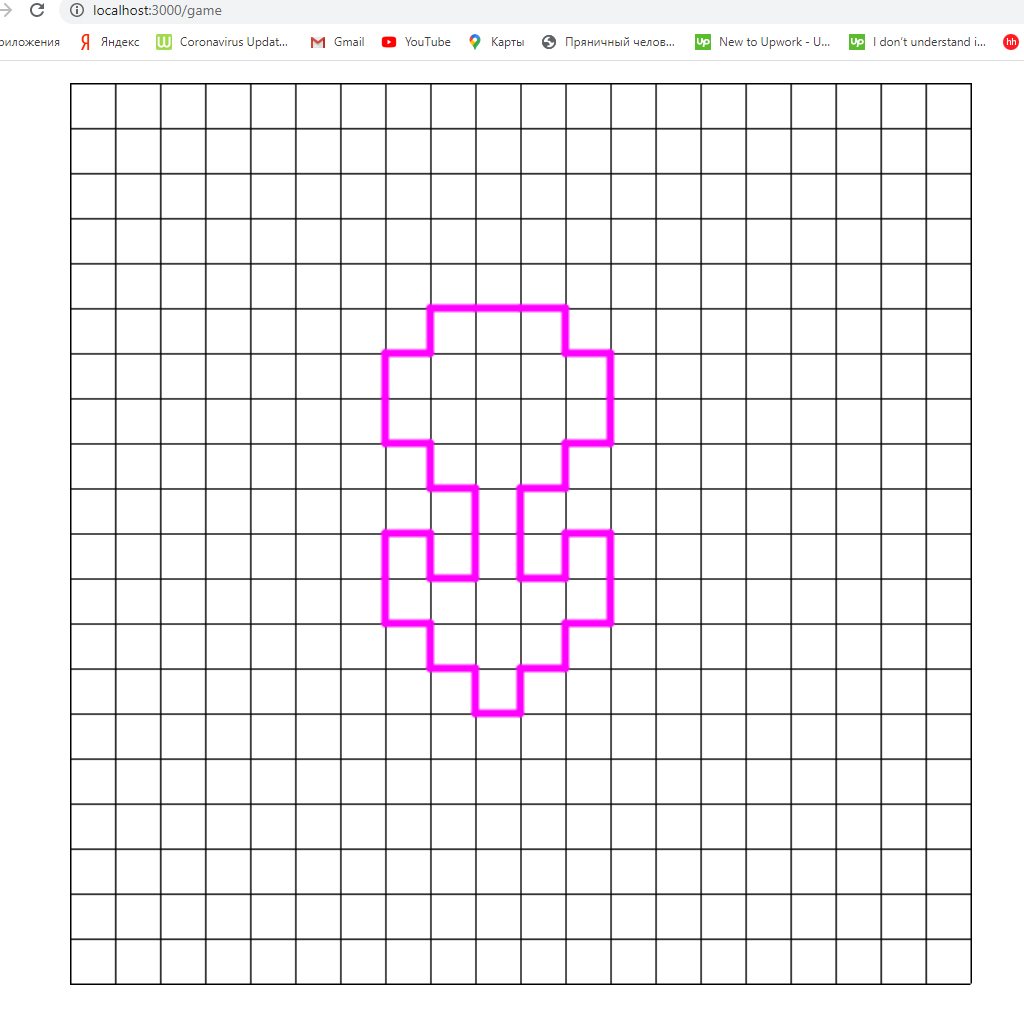 localhost:3000/game
риложения Яндекс Coronavirus Updat... Gmail YouTube Карты Пряничный челов... New to Upwork - U... I don't understand i... hh